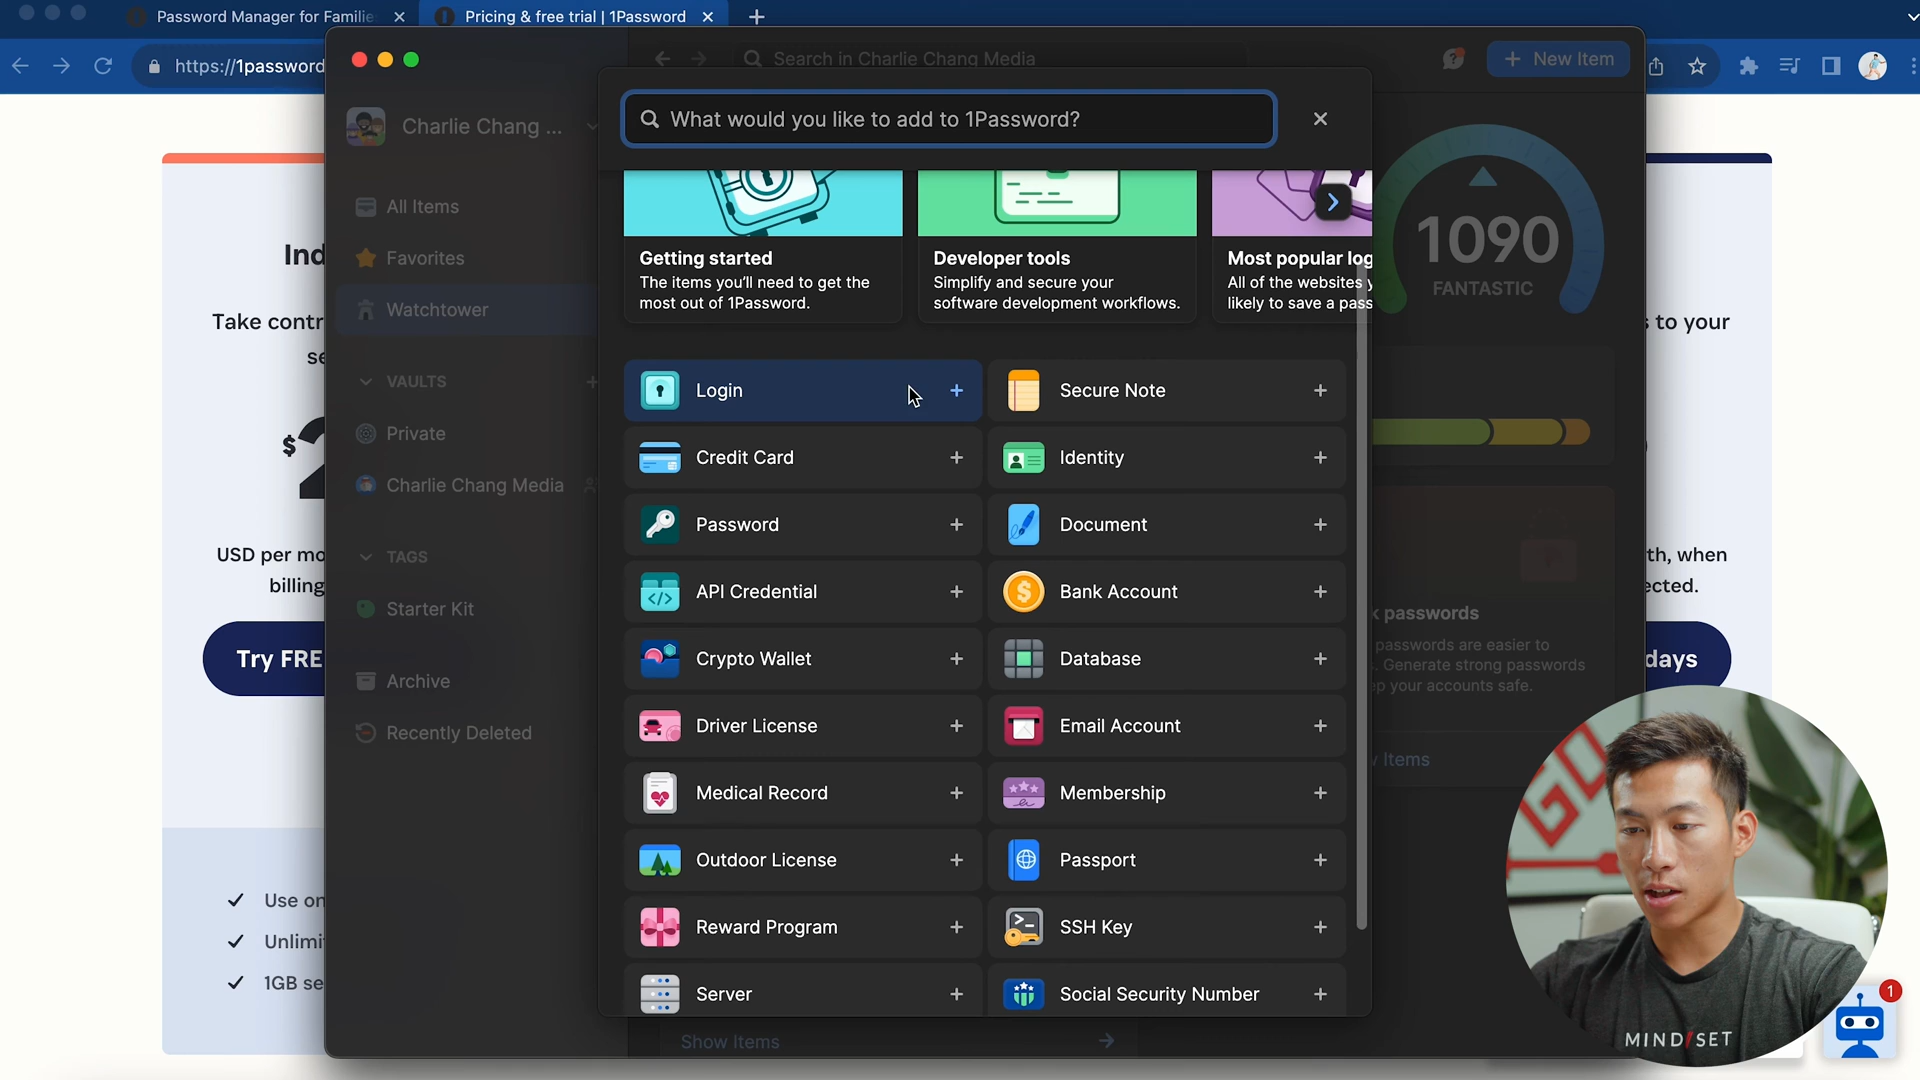 Password Manager for Familie
Pricing & free trial | 1Password
https://1password
Search in Charlie Chang Media
New Item
Charlie Chang ...
What would you like to add to 1Password?
All Items
Favorites
Watchtower
VAULTS
Private
Charlie Chang Media
TAGS
Starter Kit
Archive
Recently Deleted
Getting started
The items you'll need to get the
most out of 1Password.
Developer tools
Simplify and secure your
software development workflows.
Most popular log
All of the websites y
likely to save a pass
Login
Secure Note
Credit Card
Identity
Password
Document
API Credential
Bank Account
Crypto Wallet
Database
Driver License
Email Account
Medical Record
Membership
Outdoor License
Passport
Reward Program
SSH Key
Server
Social Security Number
Show Items
1090
FANTASTIC
k passwords
passwords are easier to
. Generate strong passwords
ep your accounts safe.
Items
Ind
Take contr
se
$2
USD per mo
billing
Try FRE
Use on
Unlimi
1GB se
s to your
th, when
ected.
days
GO
MIND/SET
1